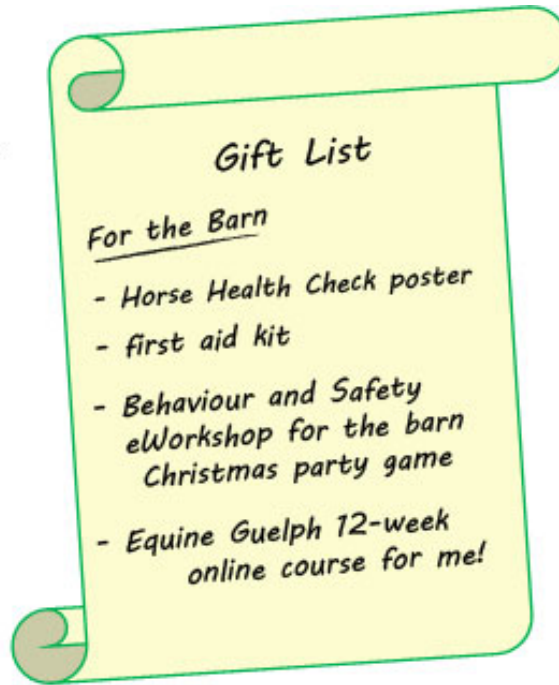 Gift List
For the Barn
- Horse Health Check poster
- first aid kit
- Behaviour and Safety
eWorkshop for the barn
Christmas party game
- Equine Guelph 12-week
online course for me!